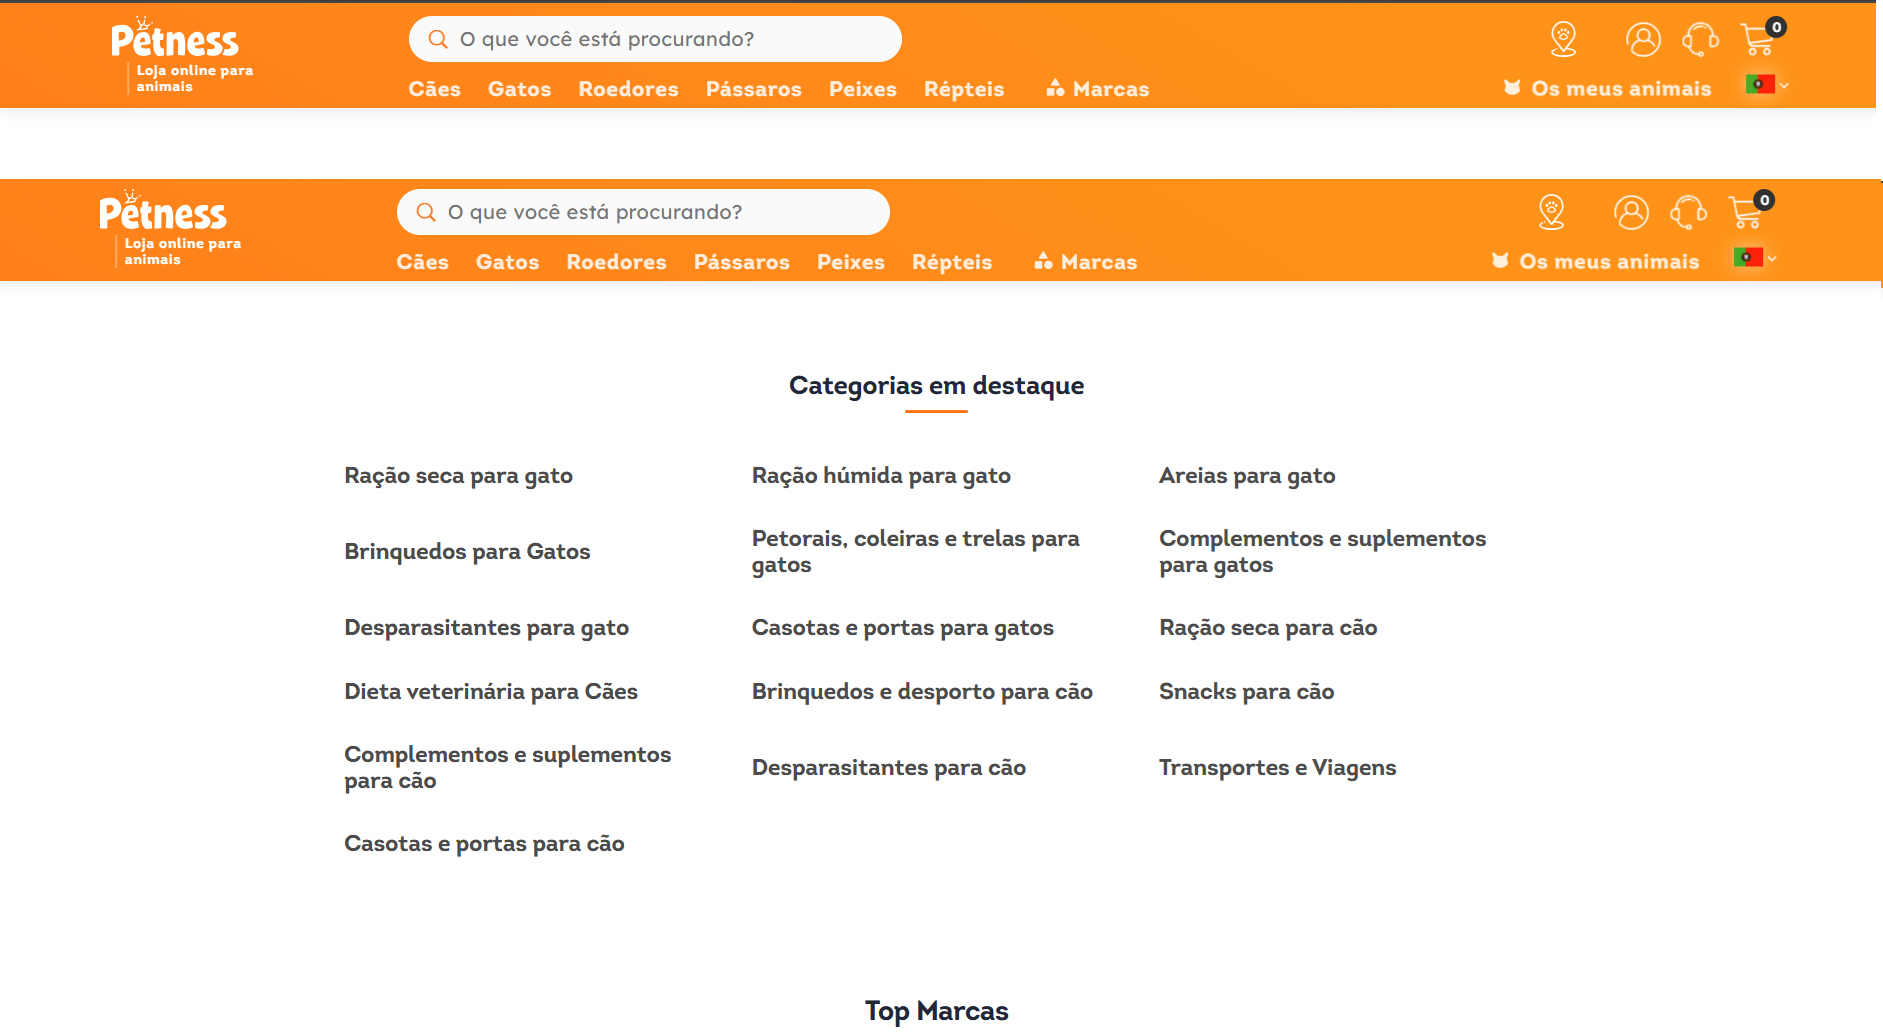 Petness
Loja online para
animais
O que você está procurando?
0
Cães Gatos Roedores Pássaros Peixes Répteis Marcas
Os meus animais
Petness
Loja online para
animais
O que você está procurando?
0
Cães Gatos Roedores Pássaros Peixes Répteis Marcas
Os meus animais
Categorias em destaque
Ração seca para gato
Ração húmida para gato
Areias para gato
Brinquedos para Gatos
Petorais, coleiras e trelas para
gatos
Complementos e suplementos
para gatos
Desparasitantes para gato
Casotas e portas para gatos
Ração seca para cão
Dieta veterinária para Cães
Brinquedos e desporto para cão
Snacks para cão
Complementos e suplementos
para cão
Desparasitantes para cão
Transportes e Viagens
Casotas e portas para cão
Top Marcas